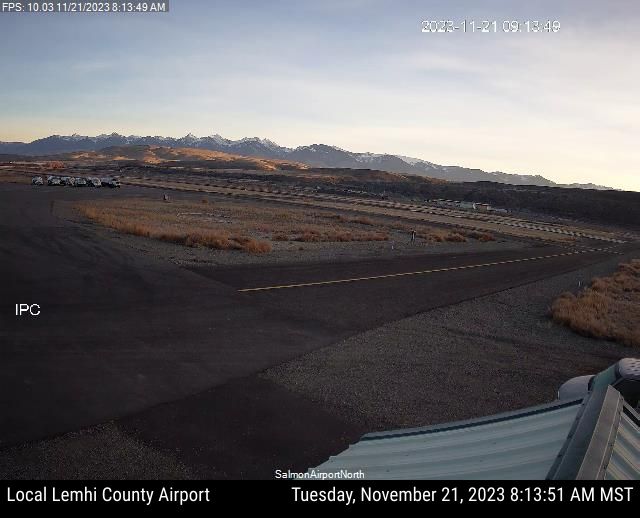 FPS: 10.03 11/21/2023 8:13:49 AM
2023-11-21 09:13:49
IPC
SalmonAirportNorth
Local Lemhi County Airport
Tuesday, November 21, 2023 8:13:51 AM MST